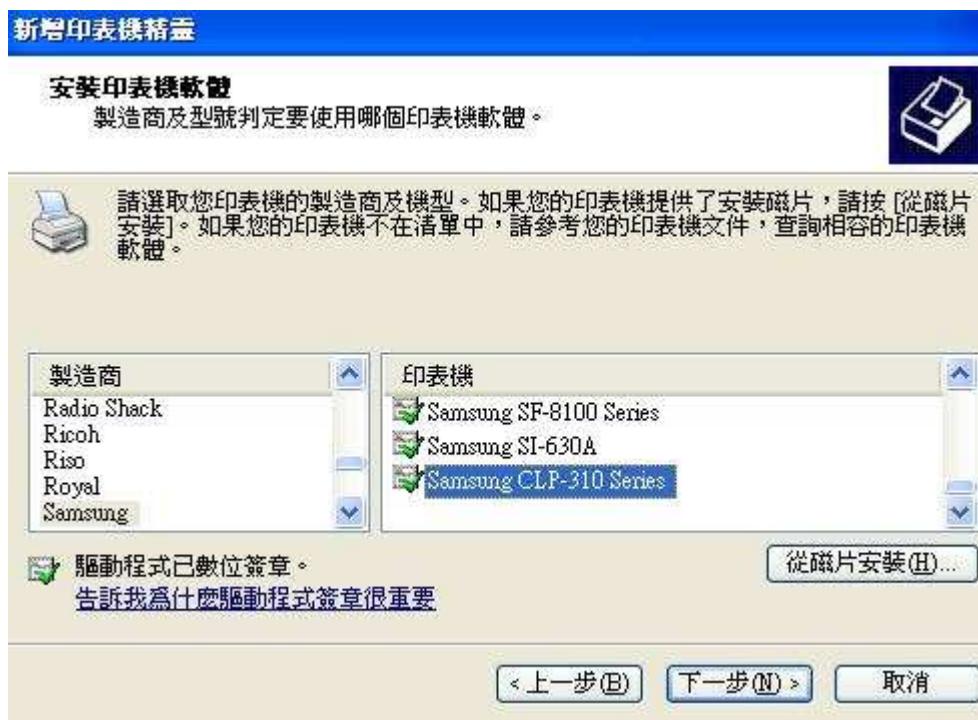 新增印表機精靈
安裝印表機軟體
製造商及型號判定要使用哪個印表機軟體。
請選取您印表機的製造商及機型。如果您的印表機提供了安裝磁片，請按 [從磁片
安裝]。如果您的印表機不在清單中，請參考您的印表機文件，查詢相容的印表機
軟體。
製造商
Radio Shack
Ricoh
Riso
Royal
Samsung
印表機
Samsung SF-8100 Series
Samsung SI-630A
Samsung CLP-310 Series
驅動程式已數位簽章。
告訴我為什麼驅動程式簽章很重要
從磁片安裝(H)...
< 上一步(B)
下一步(N) >
取消